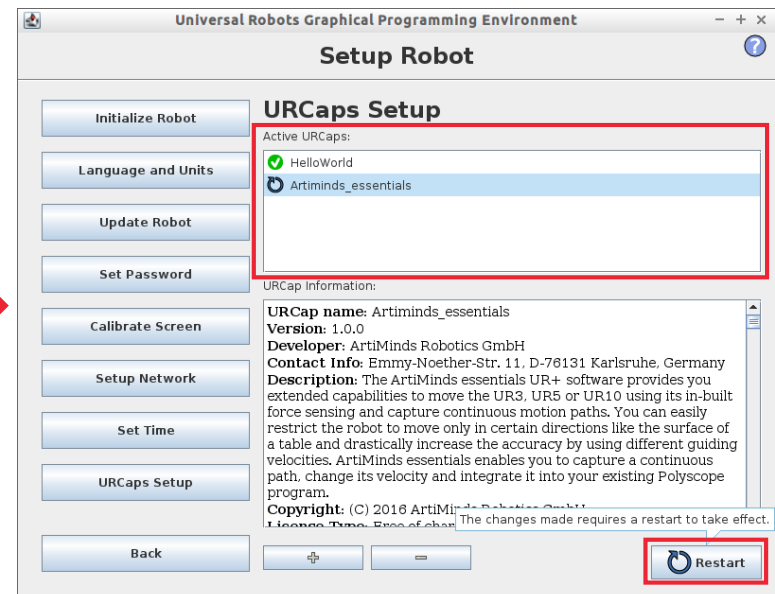 Universal Robots Graphical Programming Environment
Setup Robot
Initialize Robot
Language and Units
Update Robot
Set Password
Calibrate Screen
Setup Network
Set Time
URCaps Setup
Back
URCaps Setup
Active URCaps:
HelloWorld
Artiminds_essentials
URCap Information:
URCap name: Artiminds_essentials
Version: 1.0.0
Developer: ArtiMinds Robotics GmbH
Contact Info: Emmy-Noether-Str. 11, D-76131 Karlsruhe, Germany
Description: The ArtiMinds essentials UR+ software provides you
extended capabilities to move the UR3, UR5 or UR10 using its in-built
force sensing and capture continuous motion paths. You can easily
restrict the robot to move only in certain directions like the surface of
a table and drastically increase the accuracy by using different guiding
velocities. ArtiMinds essentials enables you to capture a continuous
path, change its velocity and integrate it into your existing Polyscope
program.
Copyright: (C) 2016 ArtiMinds Robotics GmbH
License Type: Free of char
The changes made requires a restart to take effect.
+
−
Restart